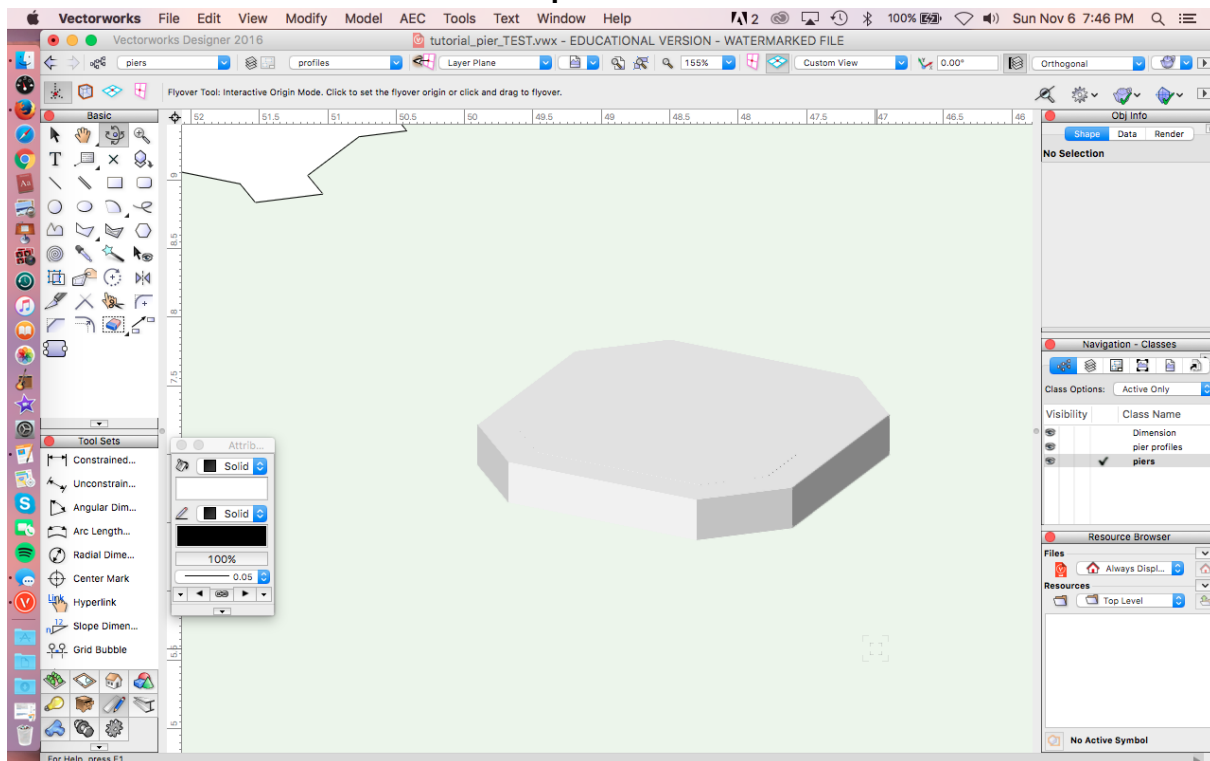 Vectorworks File Edit View Modify Model AEC Tools Text Window Help 2 100% Sun Nov 6 7:46 PM
Vectorworks Designer 2016 tutorial_pier_TEST.vwx - EDUCATIONAL VERSION - WATERMARKED FILE
piers profiles Layer Plane 155% Custom View 0.00° Orthogonal
Flyover Tool: Interactive Origin Mode. Click to set the flyover origin or click and drag to flyover.
Basic
52 51.5 51 50.5 50 49.5 49 48.5 48 47.5 47 46.5 46
Obj Info
Shape Data Render
No Selection
9
8.5
8
7.5
5.5
5
Navigation - Classes
Class Options: Active Only
Visibility Class Name
Dimension
pier profiles
piers
Tool Sets
Constrained...
Unconstrain...
Angular Dim...
Arc Length...
Radial Dime...
Center Mark
Link
Hyperlink
12
n
Slope Dimen...
Grid Bubble
Attrib...
Solid
Solid
100%
0.05
Resource Browser
Files
Always Displ...
Resources
Top Level
No Active Symbol
For Help, press F1